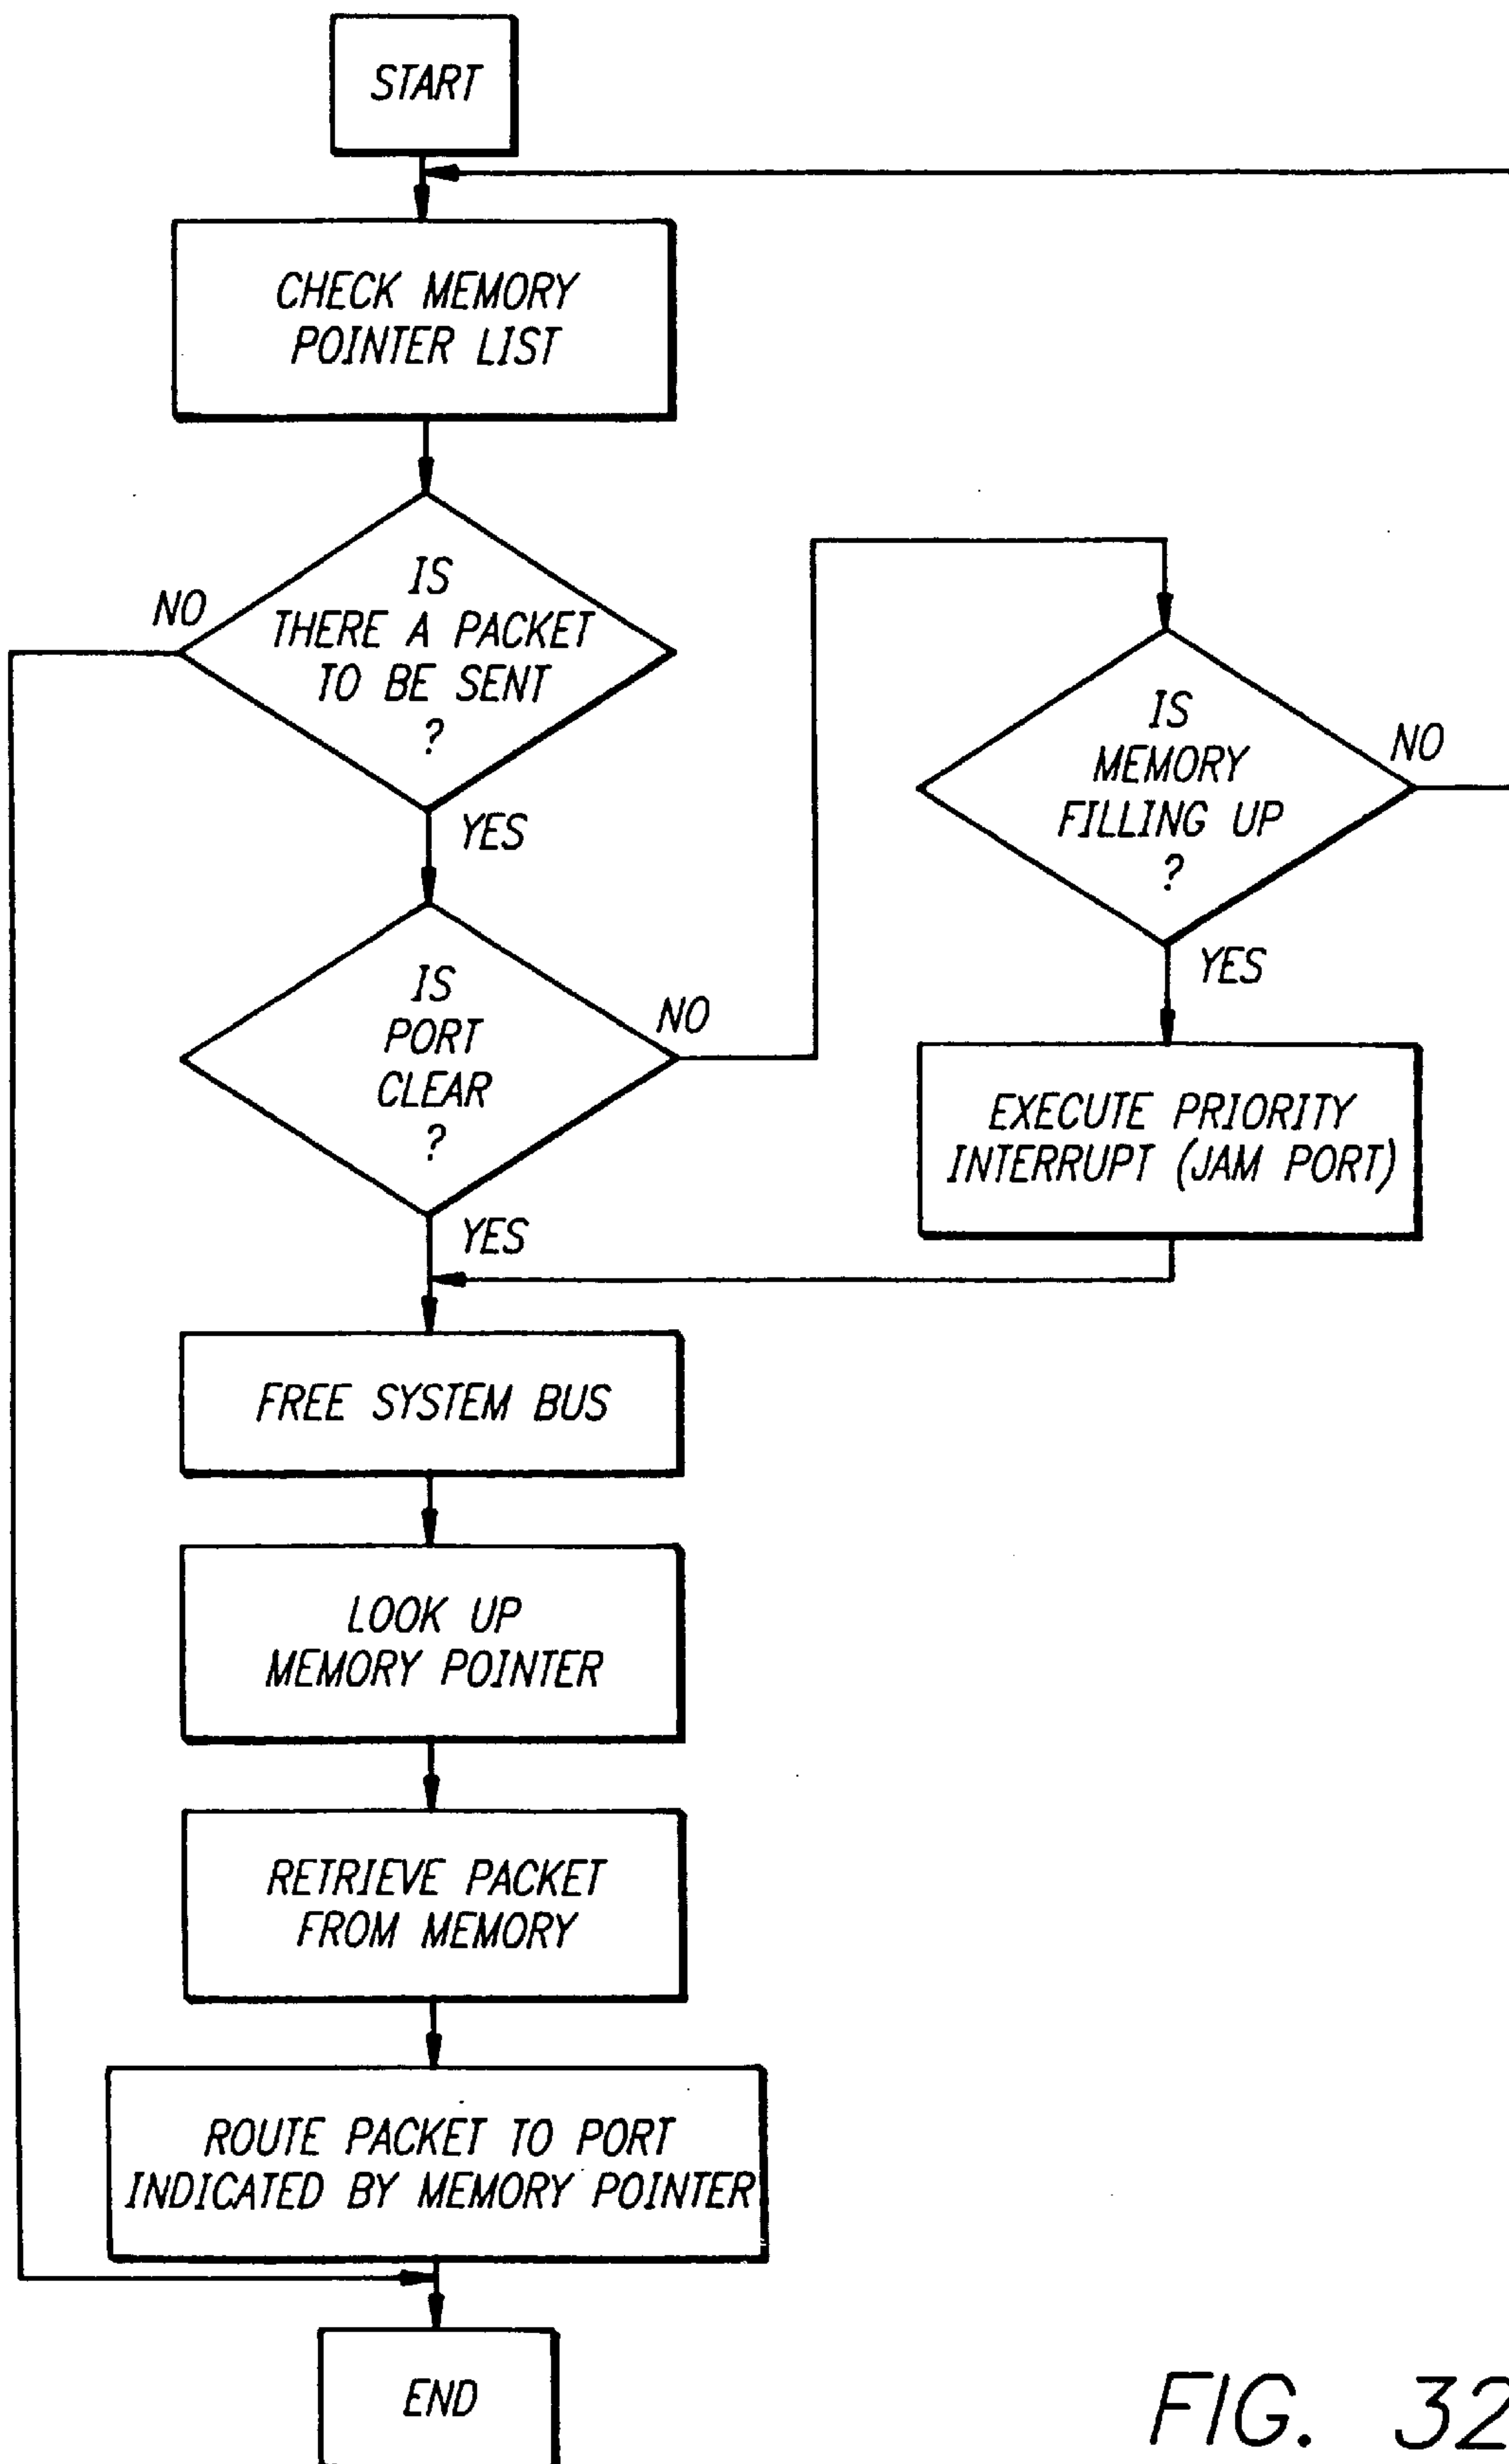 START
CHECK MEMORY
POINTER LIST
IS
THERE A PACKET
TO BE SENT
?
NO
YES
IS
PORT
CLEAR
?
NO
YES
IS
MEMORY
FILLING UP
?
NO
YES
EXECUTE PRIORITY
INTERRUPT (JAM PORT)
FREE SYSTEM BUS
LOOK UP
MEMORY POINTER
RETRIEVE PACKET
FROM MEMORY
ROUTE PACKET TO PORT
INDICATED BY MEMORY POINTER
END
FIG. 32